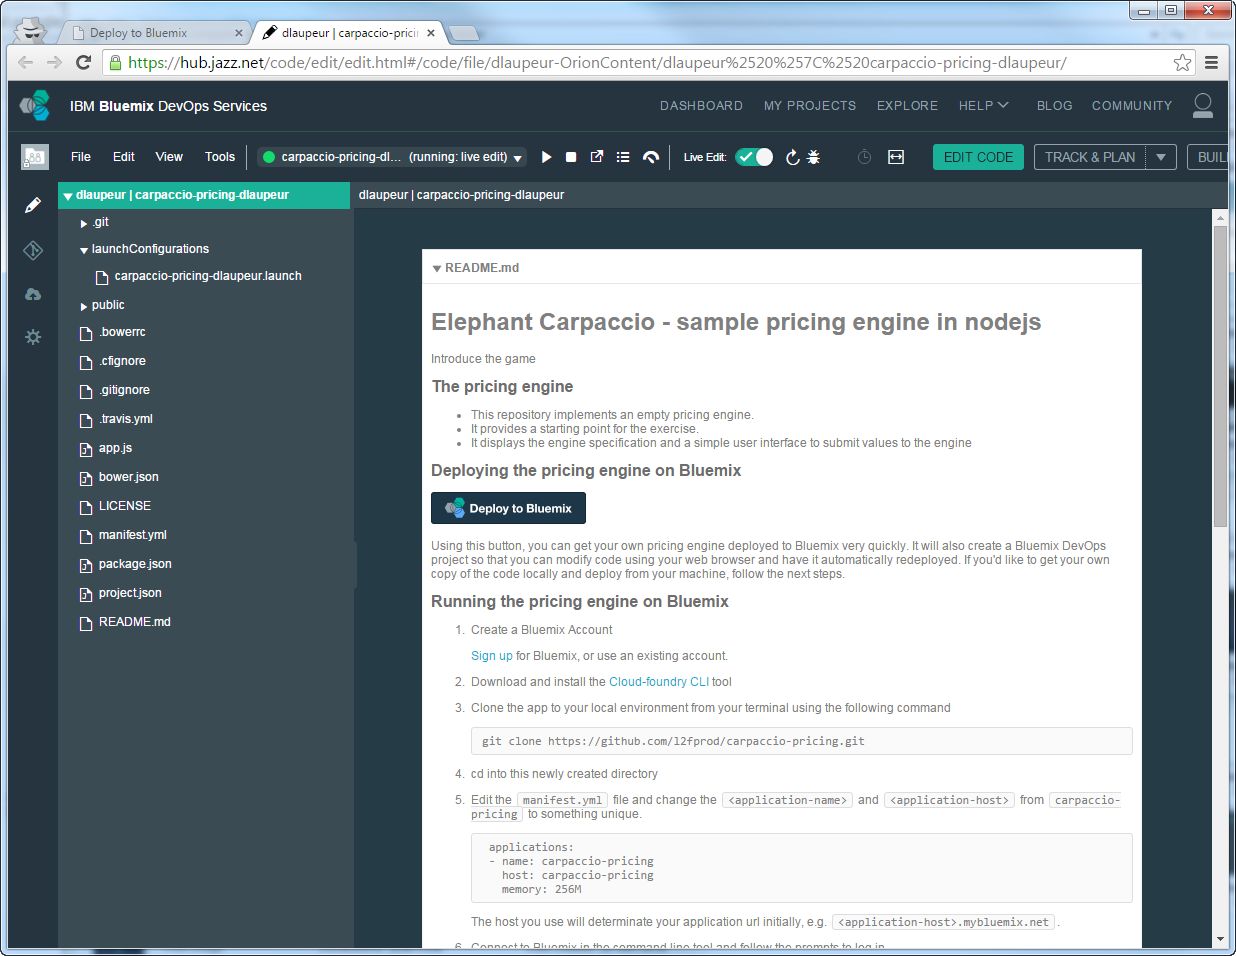 Deploy to Bluemix
dlaupeur | carpaccio-pricin
https://hub.jazz.net/code/edit/edit.html#/code/file/dlaupeur-OrionContent/dlaupeur%2520%257C%2520carpaccio-pricing-dlaupeur/
IBM Bluemix DevOps Services
DASHBOARD MY PROJECTS EXPLORE HELP BLOG COMMUNITY
File Edit View Tools carpaccio-pricing-dl... (running: live edit) Live Edit: EDIT CODE TRACK & PLAN BUIL
dlaupeur | carpaccio-pricing-dlaupeur
dlaupeur | carpaccio-pricing-dlaupeur
.git
launchConfigurations
carpaccio-pricing-dlaupeur.launch
public
.bowerrc
.cfignore
.gitignore
.travis.yml
app.js
bower.json
LICENSE
manifest.yml
package.json
project.json
README.md
README.md
Elephant Carpaccio - sample pricing engine in nodejs
Introduce the game
The pricing engine
• This repository implements an empty pricing engine.
• It provides a starting point for the exercise.
• It displays the engine specification and a simple user interface to submit values to the engine
Deploying the pricing engine on Bluemix
Deploy to Bluemix
Using this button, you can get your own pricing engine deployed to Bluemix very quickly. It will also create a Bluemix DevOps
project so that you can modify code using your web browser and have it automatically redeployed. If you'd like to get your own
copy of the code locally and deploy from your machine, follow the next steps.
Running the pricing engine on Bluemix
1. Create a Bluemix Account
Sign up for Bluemix, or use an existing account.
2. Download and install the Cloud-foundry CLI tool
3. Clone the app to your local environment from your terminal using the following command
git clone https://github.com/l2fprod/carpaccio-pricing.git
4. cd into this newly created directory
5. Edit the manifest.yml file and change the <application-name> and <application-host> from carpaccio-
pricing to something unique.
applications:
- name: carpaccio-pricing
host: carpaccio-pricing
memory: 256M
The host you use will determinate your application url initially, e.g. <application-host>.mybluemix.net .
6. Connect to Bluemix in the command line tool and follow the prompts to log in